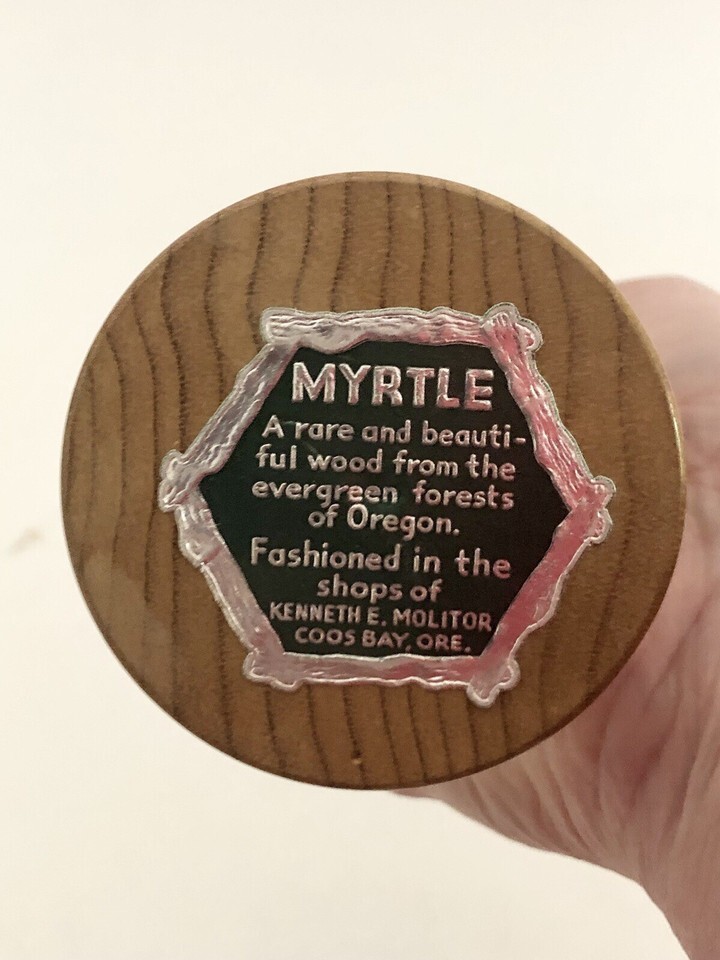 MYRTLE
A rare and beauti-
ful wood from the
evergreen forests
of Oregon.
Fashioned in the
shops of
KENNETH E. MOLITOR
COOS BAY, ORE.